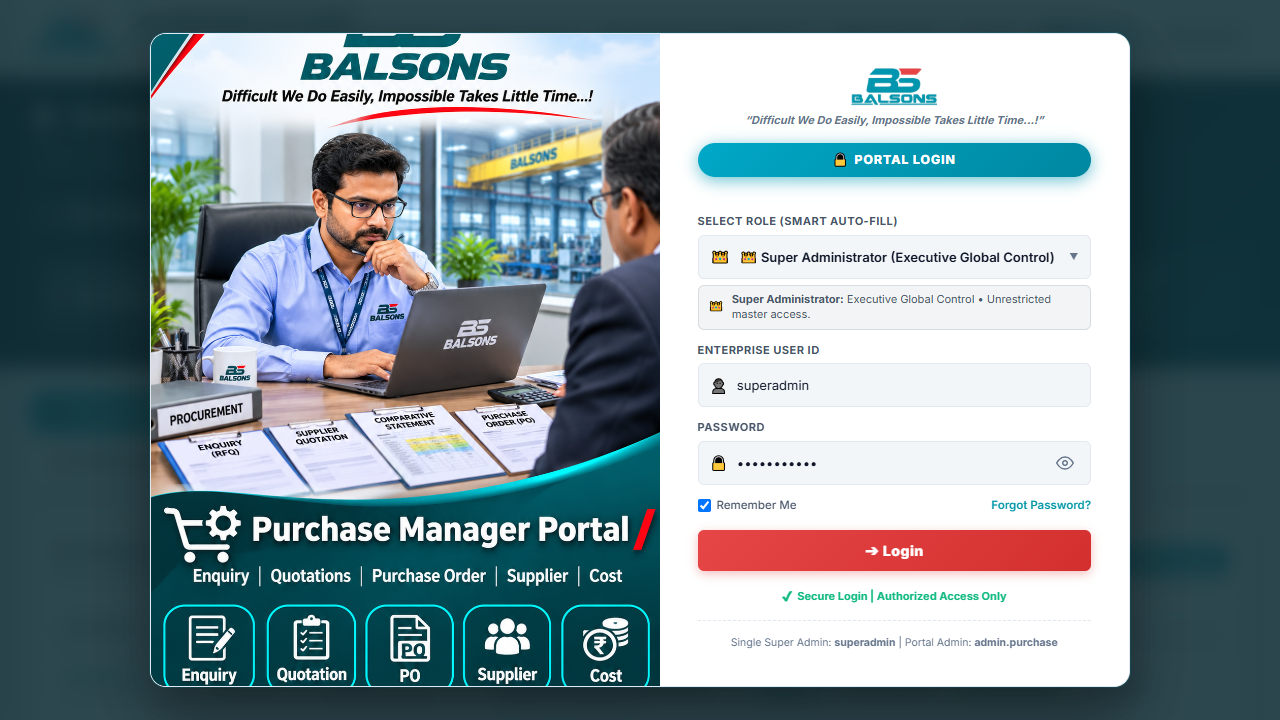 BALSONS
Difficult We Do Easily, Impossible Takes Little Time...!
BALSONS
BS
BALSONS
BS
BALSONS
BS
BALSONS
PROCUREMENT
ENQUIRY
(RFQ)
SUPPLIER
QUOTATION
COMPARATIVE
STATEMENT
PURCHASE
ORDER (PO)
Purchase Manager Portal
Enquiry | Quotations | Purchase Order | Supplier | Cost
Enquiry
Quotation
PO
PO
Supplier
₹
Cost
BS
BALSONS
“Difficult We Do Easily, Impossible Takes Little Time...!”
PORTAL LOGIN
SELECT ROLE (SMART AUTO-FILL)
Super Administrator (Executive Global Control)
Super Administrator: Executive Global Control • Unrestricted
master access.
ENTERPRISE USER ID
superadmin
PASSWORD
•••••••••••
Remember Me
Forgot Password?
➔ Login
✔ Secure Login | Authorized Access Only
Single Super Admin: superadmin | Portal Admin: admin.purchase